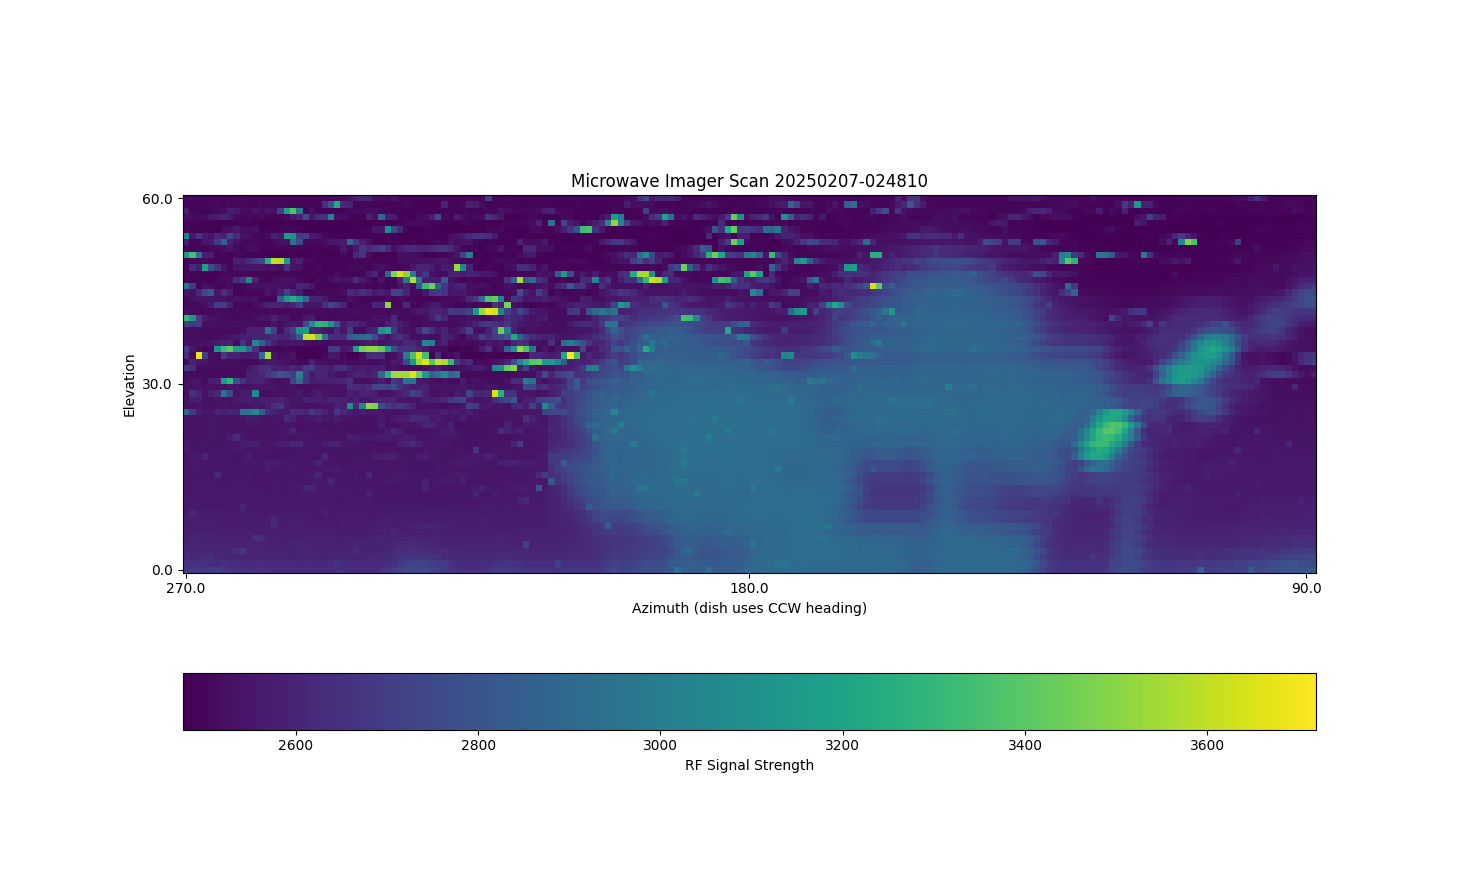 Microwave Imager Scan 20250207-024810
60.0
30.0
0.0
Elevation
270.0 180.0 90.0
Azimuth (dish uses CCW heading)
2600 2800 3000 3200 3400 3600
RF Signal Strength